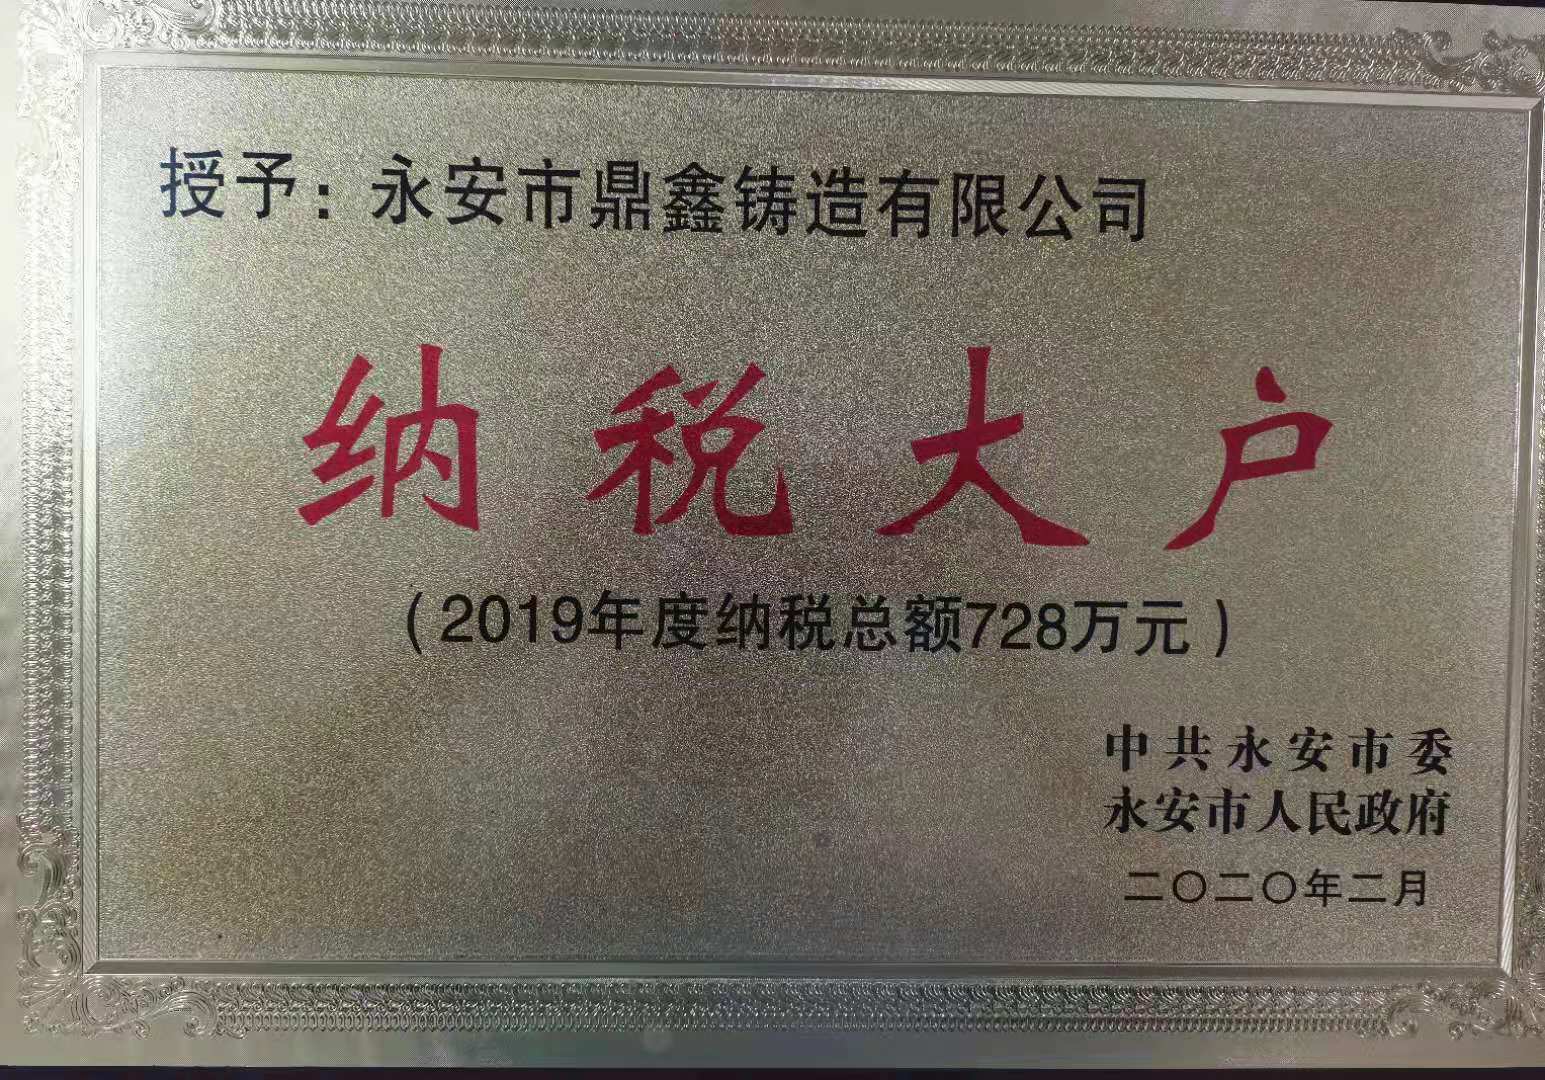 授予：永安市鼎鑫铸造有限公司
纳税大户
（2019年度纳税总额728万元）
中共永安市委
永安市人民政府
二〇二〇年二月